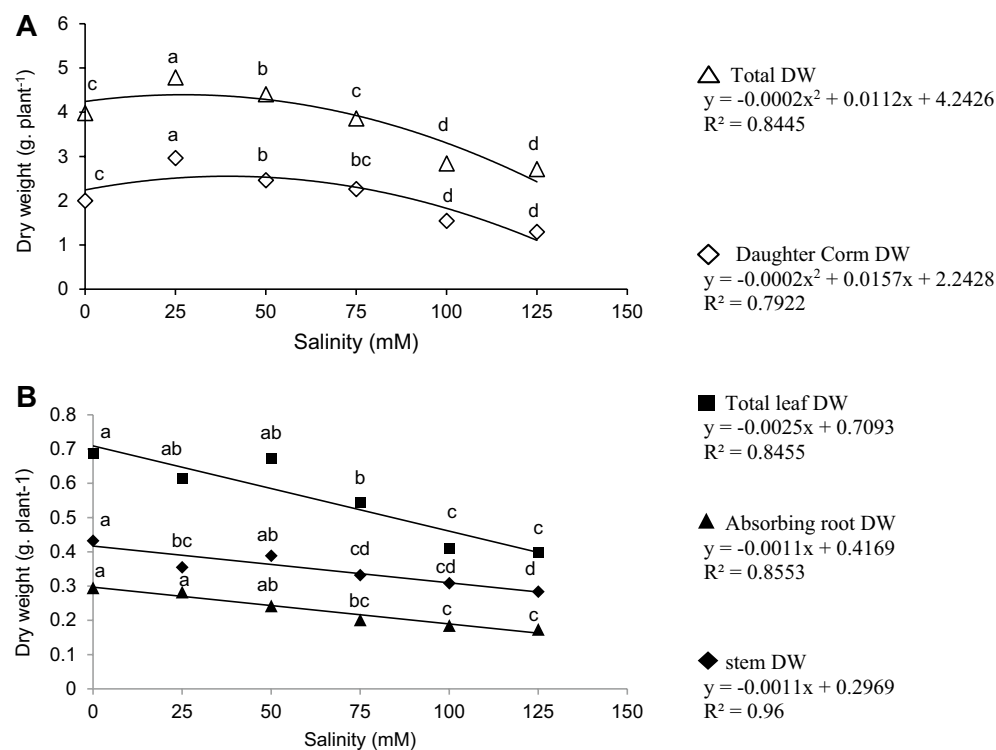 A
Dry weight (g. plant⁻¹)
6
5
4
3
2
1
0
c
a
b
c
d
d
c
a
b
bc
d
d
0
25
50
75
100
125
150
Salinity (mM)
Total DW
y = -0.0002x² + 0.0112x + 4.2426
R² = 0.8445
Daughter Corm DW
y = -0.0002x² + 0.0157x + 2.2428
R² = 0.7922
B
Dry weight (g. plant-1)
0.8
0.7
0.6
0.5
0.4
0.3
0.2
0.1
0
a
ab
ab
b
c
c
a
bc
ab
cd
cd
d
a
a
ab
bc
c
c
0
25
50
75
100
125
150
Salinity (mM)
Total leaf DW
y = -0.0025x + 0.7093
R² = 0.8455
Absorbing root DW
y = -0.0011x + 0.4169
R² = 0.8553
stem DW
y = -0.0011x + 0.2969
R² = 0.96